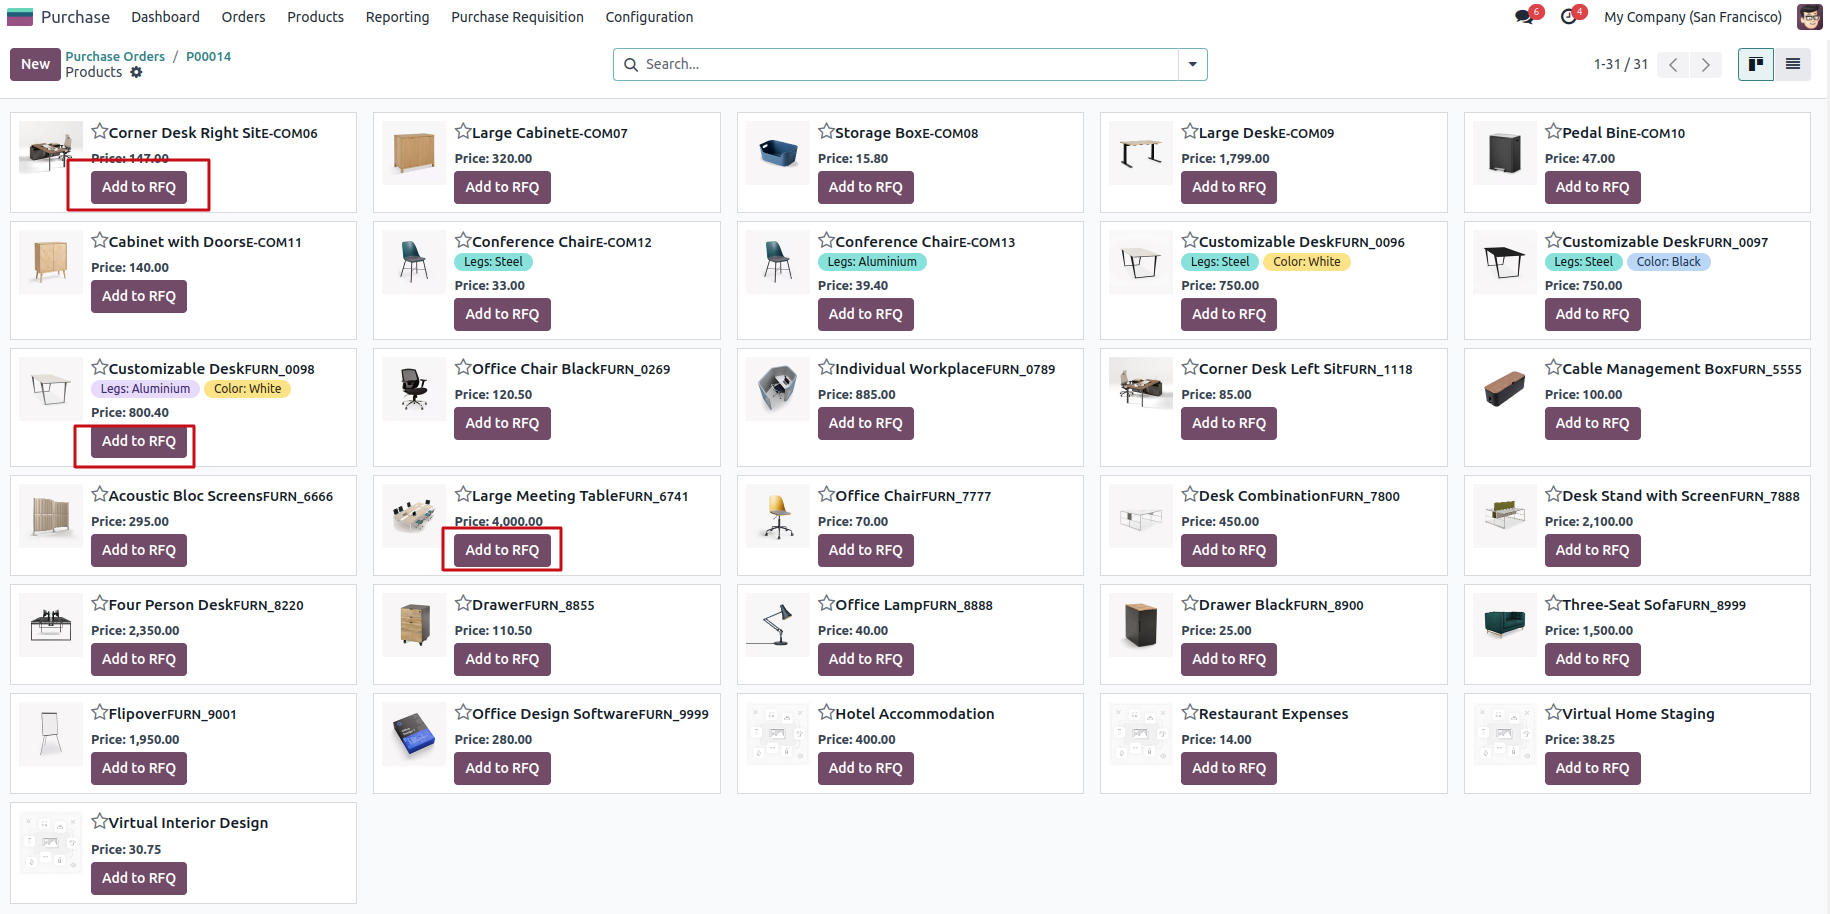 Purchase Dashboard Orders Products Reporting Purchase Requisition Configuration 6 4 My Company (San Francisco)
New Purchase Orders / P00014 Search... 1-31 / 31
Products
Corner Desk Right SitE-COM06 Large CabinetE-COM07 Storage BoxE-COM08 Large DeskE-COM09 Pedal BinE-COM10
Price: 147.00 Price: 320.00 Price: 15.80 Price: 1,799.00 Price: 47.00
Add to RFQ Add to RFQ Add to RFQ Add to RFQ Add to RFQ
Cabinet with DoorsE-COM11 Conference ChairE-COM12 Conference ChairE-COM13 Customizable DeskFURN_0096 Customizable DeskFURN_0097
Legs: Steel Legs: Aluminium Legs: Steel Color: White Legs: Steel Color: Black
Price: 140.00 Price: 33.00 Price: 39.40 Price: 750.00 Price: 750.00
Add to RFQ Add to RFQ Add to RFQ Add to RFQ Add to RFQ
Customizable DeskFURN_0098 Office Chair BlackFURN_0269 Individual WorkplaceFURN_0789 Corner Desk Left SitFURN_1118 Cable Management BoxFURN_5555
Legs: Aluminium Color: White
Price: 800.40 Price: 120.50 Price: 885.00 Price: 85.00 Price: 100.00
Add to RFQ Add to RFQ Add to RFQ Add to RFQ Add to RFQ
Acoustic Bloc ScreensFURN_6666 Large Meeting TableFURN_6741 Office ChairFURN_7777 Desk CombinationFURN_7800 Desk Stand with ScreenFURN_7888
Price: 295.00 Price: 4,000.00 Price: 70.00 Price: 450.00 Price: 2,100.00
Add to RFQ Add to RFQ Add to RFQ Add to RFQ Add to RFQ
Four Person DeskFURN_8220 DrawerFURN_8855 Office LampFURN_8888 Drawer BlackFURN_8900 Three-Seat SofaFURN_8999
Price: 2,350.00 Price: 110.50 Price: 40.00 Price: 25.00 Price: 1,500.00
Add to RFQ Add to RFQ Add to RFQ Add to RFQ Add to RFQ
FlipoverFURN_9001 Office Design SoftwareFURN_9999 Hotel Accommodation Restaurant Expenses Virtual Home Staging
Price: 1,950.00 Price: 280.00 Price: 400.00 Price: 14.00 Price: 38.25
Add to RFQ Add to RFQ Add to RFQ Add to RFQ Add to RFQ
Virtual Interior Design
Price: 30.75
Add to RFQ